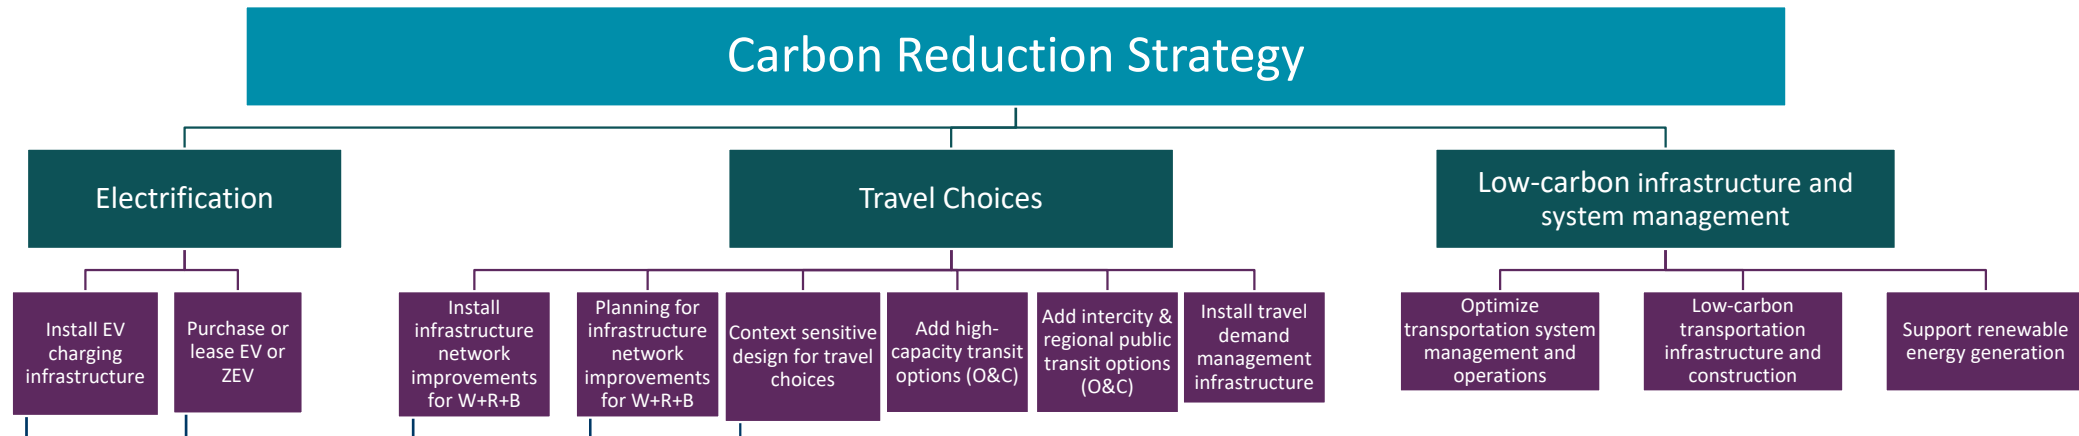 Carbon Reduction Strategy
Electrification
Travel Choices
Low-carbon infrastructure and
system management
Install EV
charging
infrastructure
Purchase or
lease EV or
ZEV
Install
infrastructure
network
improvements
for W+R+B
Planning for
infrastructure
network
improvements
for W+R+B
Context sensitive
design for travel
choices
Add high-
capacity transit
options (O&C)
Add intercity &
regional public
transit options
(O&C)
Install travel
demand
management
infrastructure
Optimize
transportation system
management and
operations
Low-carbon
transportation
infrastructure and
construction
Support renewable
energy generation